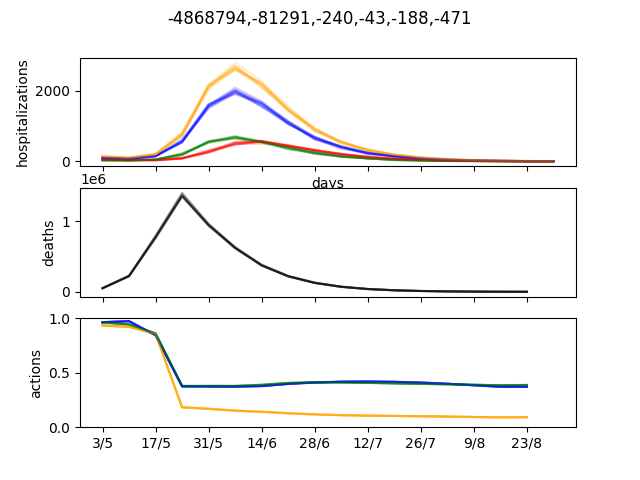 -4868794,-81291,-240,-43,-188,-471
hospitalizations
2000
0
days
1e6
deaths
1
0
actions
1.0
0.5
0.0
3/5 17/5 31/5 14/6 28/6 12/7 26/7 9/8 23/8